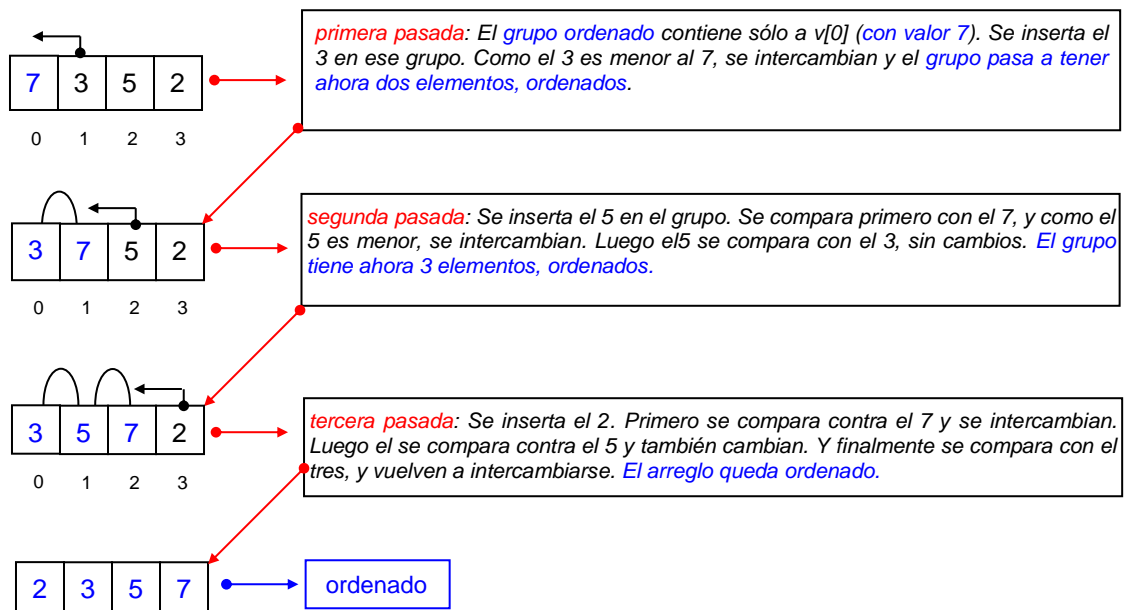 primera pasada: El grupo ordenado contiene sólo a v[0] (con valor 7). Se inserta el
3 en ese grupo. Como el 3 es menor al 7, se intercambian y el grupo pasa a tener
ahora dos elementos, ordenados.
7 3 5 2
0 1 2 3
segunda pasada: Se inserta el 5 en el grupo. Se compara primero con el 7, y como el
5 es menor, se intercambian. Luego el5 se compara con el 3, sin cambios. El grupo
tiene ahora 3 elementos, ordenados.
3 7 5 2
0 1 2 3
tercera pasada: Se inserta el 2. Primero se compara contra el 7 y se intercambian.
Luego el se compara contra el 5 y también cambian. Y finalmente se compara con el
tres, y vuelven a intercambiarse. El arreglo queda ordenado.
3 5 7 2
0 1 2 3
2 3 5 7
ordenado